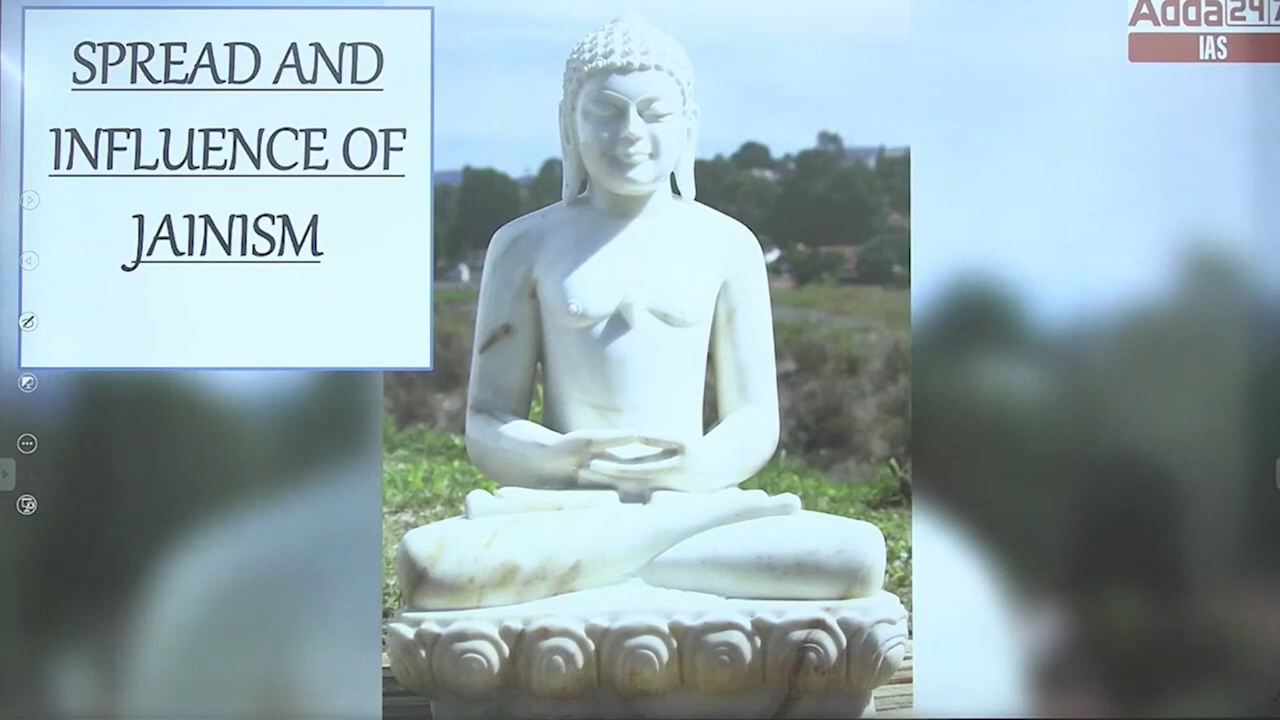 SPREAD AND
INFLUENCE OF
JAINISM
Adda247
IAS